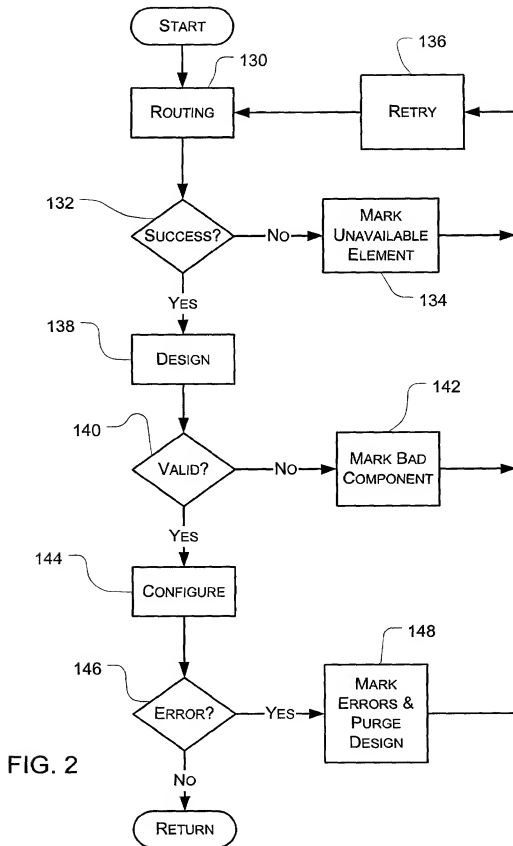 START
130
136
ROUTING
RETRY
132
SUCCESS?
NO
MARK
UNAVAILABLE
ELEMENT
134
YES
138
DESIGN
142
140
VALID?
NO
MARK BAD
COMPONENT
YES
144
CONFIGURE
148
146
ERROR?
YES
MARK
ERRORS &
PURGE
DESIGN
FIG. 2
NO
RETURN